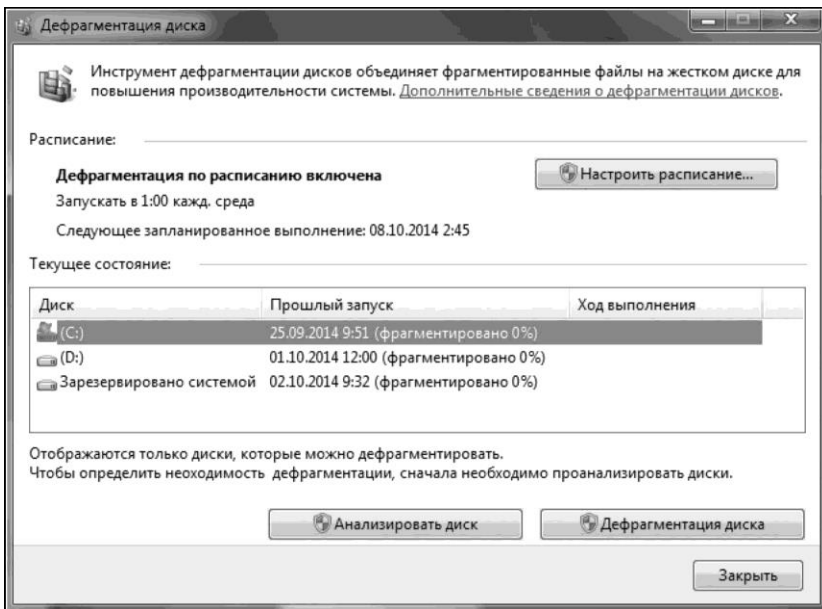 Дефрагментация диска
Инструмент дефрагментации дисков объединяет фрагментированные файлы на жестком диске для
повышения производительности системы. Дополнительные сведения о дефрагментации дисков.
Расписание:
Дефрагментация по расписанию включена
Настроить расписание...
Запускать в 1:00 кажд. среда
Следующее запланированное выполнение: 08.10.2014 2:45
Текущее состояние:
Диск Прошлый запуск Ход выполнения
(C:) 25.09.2014 9:51 (фрагментировано 0%)
(D:) 01.10.2014 12:00 (фрагментировано 0%)
Зарезервировано системой 02.10.2014 9:32 (фрагментировано 0%)
Отображаются только диски, которые можно дефрагментировать.
Чтобы определить неоходимость дефрагментации, сначала необходимо проанализировать диски.
Анализировать диск Дефрагментация диска
Закрыть